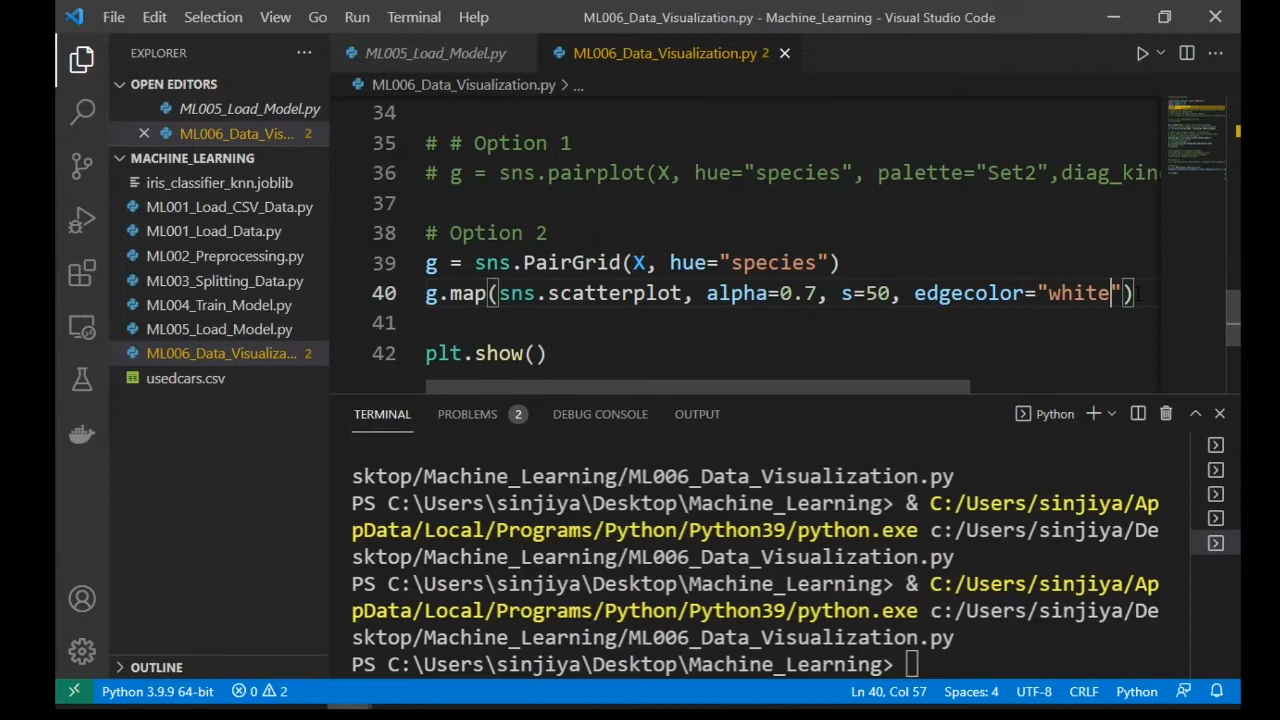 File Edit Selection View Go Run Terminal Help ML006_Data_Visualization.py - Machine_Learning - Visual Studio Code
EXPLORER
OPEN EDITORS
ML005_Load_Model.py
ML006_Data_Vis... 2
MACHINE_LEARNING
iris_classifier_knn.joblib
ML001_Load_CSV_Data.py
ML001_Load_Data.py
ML002_Preprocessing.py
ML003_Splitting_Data.py
ML004_Train_Model.py
ML005_Load_Model.py
ML006_Data_Visualiza... 2
usedcars.csv
OUTLINE
ML005_Load_Model.py ML006_Data_Visualization.py 2
ML006_Data_Visualization.py > ...
34
35 # # Option 1
36 # g = sns.pairplot(X, hue="species", palette="Set2",diag_kin
37
38 # Option 2
39 g = sns.PairGrid(X, hue="species")
40 g.map(sns.scatterplot, alpha=0.7, s=50, edgecolor="white")
41
42 plt.show()
TERMINAL PROBLEMS 2 DEBUG CONSOLE OUTPUT Python
sktop/Machine_Learning/ML006_Data_Visualization.py
PS C:\Users\sinjiya\Desktop\Machine_Learning> & C:/Users/sinjiya/Ap
pData/Local/Programs/Python/Python39/python.exe c:/Users/sinjiya/De
sktop/Machine_Learning/ML006_Data_Visualization.py
PS C:\Users\sinjiya\Desktop\Machine_Learning> & C:/Users/sinjiya/Ap
pData/Local/Programs/Python/Python39/python.exe c:/Users/sinjiya/De
sktop/Machine_Learning/ML006_Data_Visualization.py
PS C:\Users\sinjiya\Desktop\Machine_Learning>
Python 3.9.9 64-bit 0 2 Ln 40, Col 57 Spaces: 4 UTF-8 CRLF Python